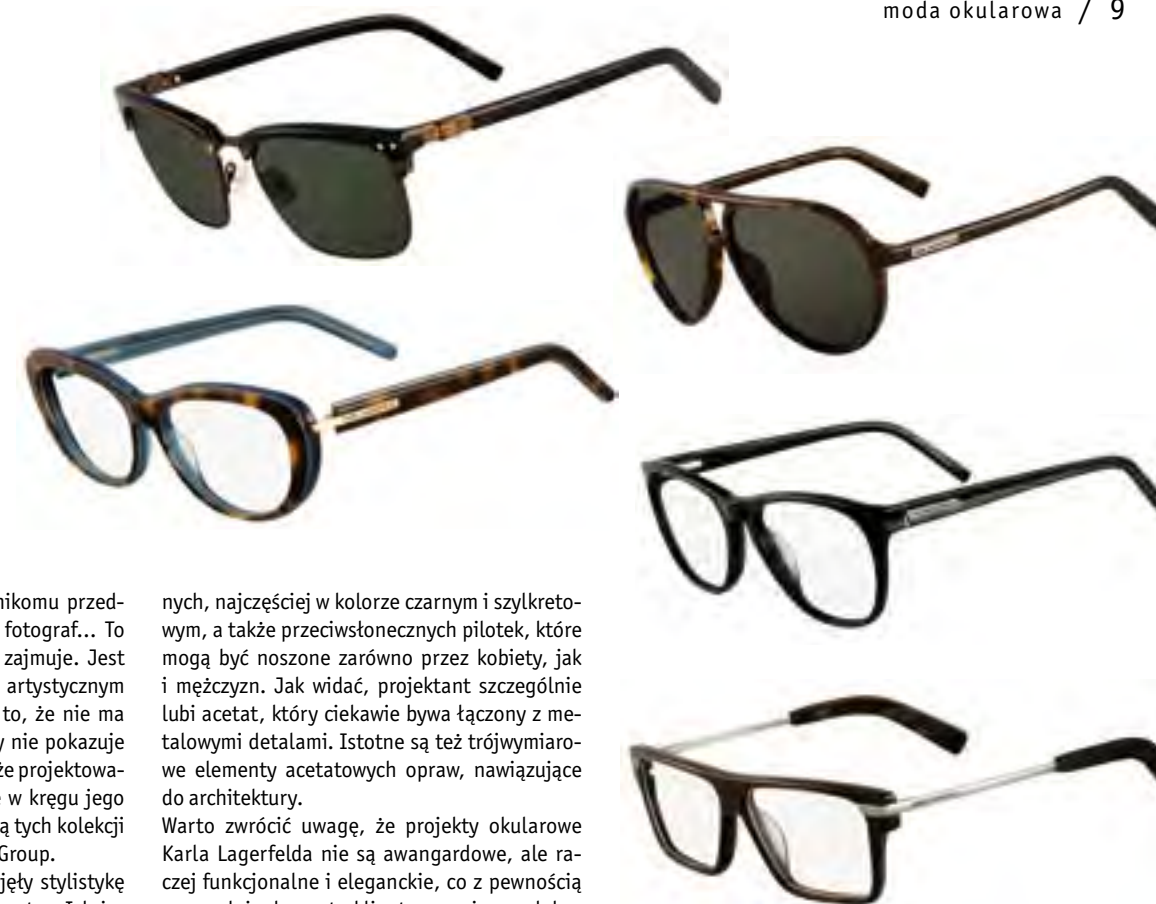 moda okularowa / 9
nikomu przed-
fotograf... To
zajmuje. Jest
artystycznym
to, że nie ma
nie pokazuje
że projektowa-
w kręgu jego
tych kolekcji
Group.
jęły stylistykę
nych, najczęściej w kolorze czarnym i szylkreto-
wym, a także przeciwsłonecznych pilotek, które
mogą być noszone zarówno przez kobiety, jak
i mężczyzn. Jak widać, projektant szczególnie
lubi acetat, który ciekawie bywa łączony z me-
talowymi detalami. Istotne są też trójwymiaro-
we elementy acetatowych opraw, nawiązujące
do architektury.
Warto zwrócić uwagę, że projekty okularowe
Karla Lagerfelda nie są awangardowe, ale ra-
czej funkcjonalne i eleganckie, co z pewnością